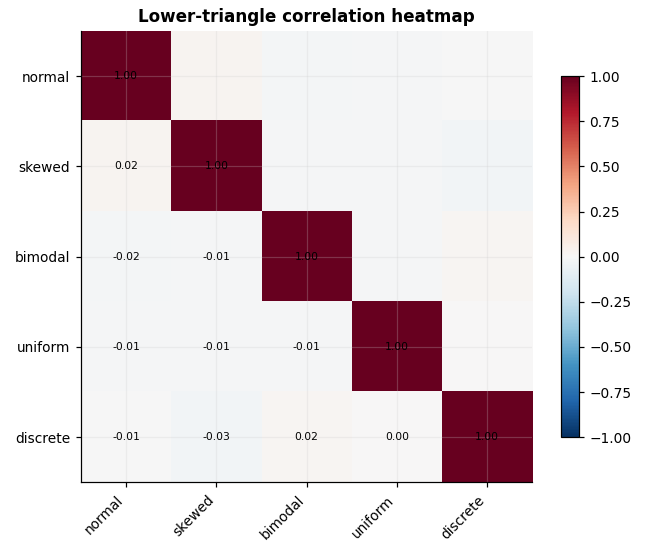 Lower-triangle correlation heatmap
normal
1.00
skewed
0.02
1.00
bimodal
-0.02
-0.01
1.00
uniform
-0.01
-0.01
-0.01
1.00
discrete
-0.01
-0.03
0.02
0.00
1.00
normal
skewed
bimodal
uniform
discrete
1.00
0.75
0.50
0.25
0.00
−0.25
−0.50
−0.75
−1.00